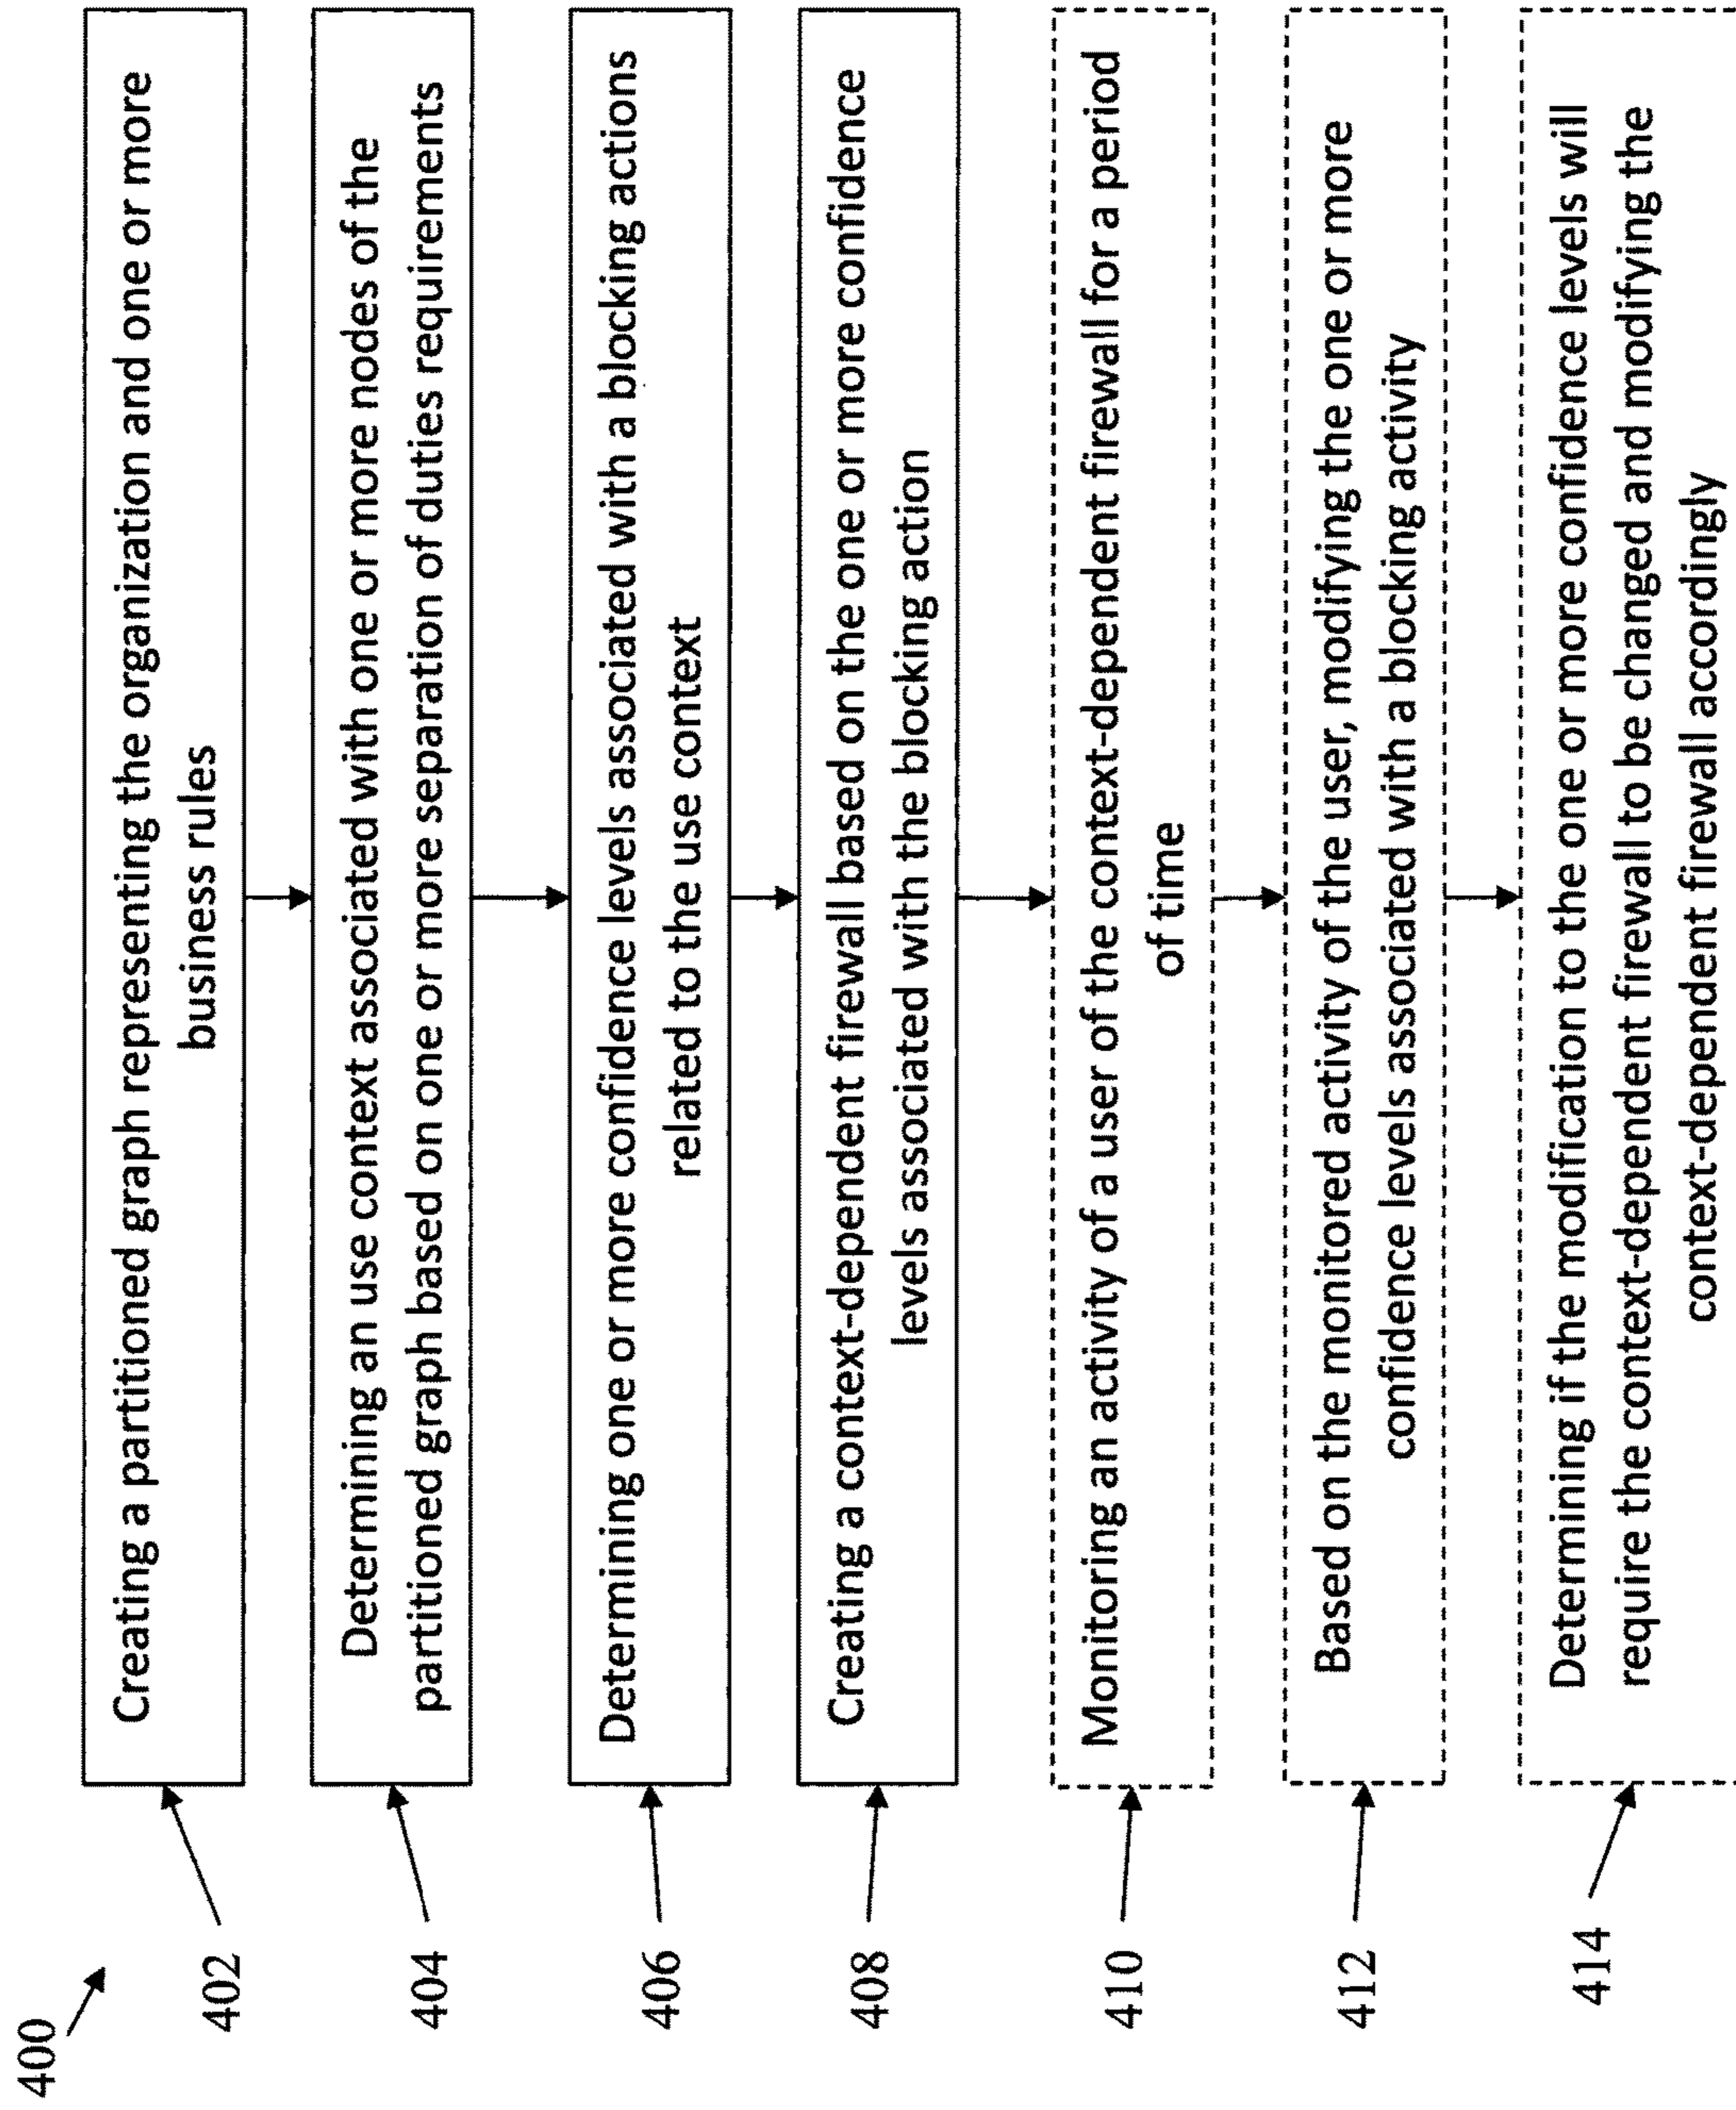 400
402
Creating a partitioned graph representing the organization and one or more
business rules
404
Determining an use context associated with one or more nodes of the
partitioned graph based on one or more separation of duties requirements
406
Determining one or more confidence levels associated with a blocking actions
related to the use context
408
Creating a context-dependent firewall based on the one or more confidence
levels associated with the blocking action
410
Monitoring an activity of a user of the context-dependent firewall for a period
of time
412
Based on the monitored activity of the user, modifying the one or more
confidence levels associated with a blocking activity
414
Determining if the modification to the one or more confidence levels will
require the context-dependent firewall to be changed and modifying the
context-dependent firewall accordingly